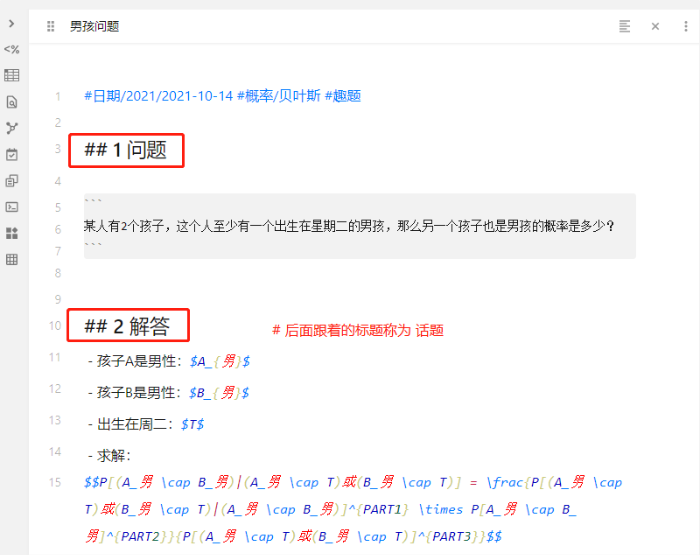 男孩问题
1 #日期/2021/2021-10-14 #概率/贝叶斯 #趣题
2
3 ## 1 问题
4
5 ```
6 某人有2个孩子，这个人至少有一个出生在星期二的男孩，那么另一个孩子也是男孩的概率是多少？
7 ```
8
9
10 ## 2 解答
# 后面跟着的标题称为 话题
11 - 孩子A是男性：$A_{男}$
12 - 孩子B是男性：$B_{男}$
13 - 出生在周二：$T$
14 - 求解：
15 $$P[(A_男 \cap B_男)|(A_男 \cap T)或(B_男 \cap T)] = \frac{P[(A_男 \cap
T)或(B_男 \cap T)|(A_男 \cap B_男)]^{PART1} \times P[A_男 \cap B_
男]^{PART2}}{P[(A_男 \cap T)或(B_男 \cap T)]^{PART3}}$$